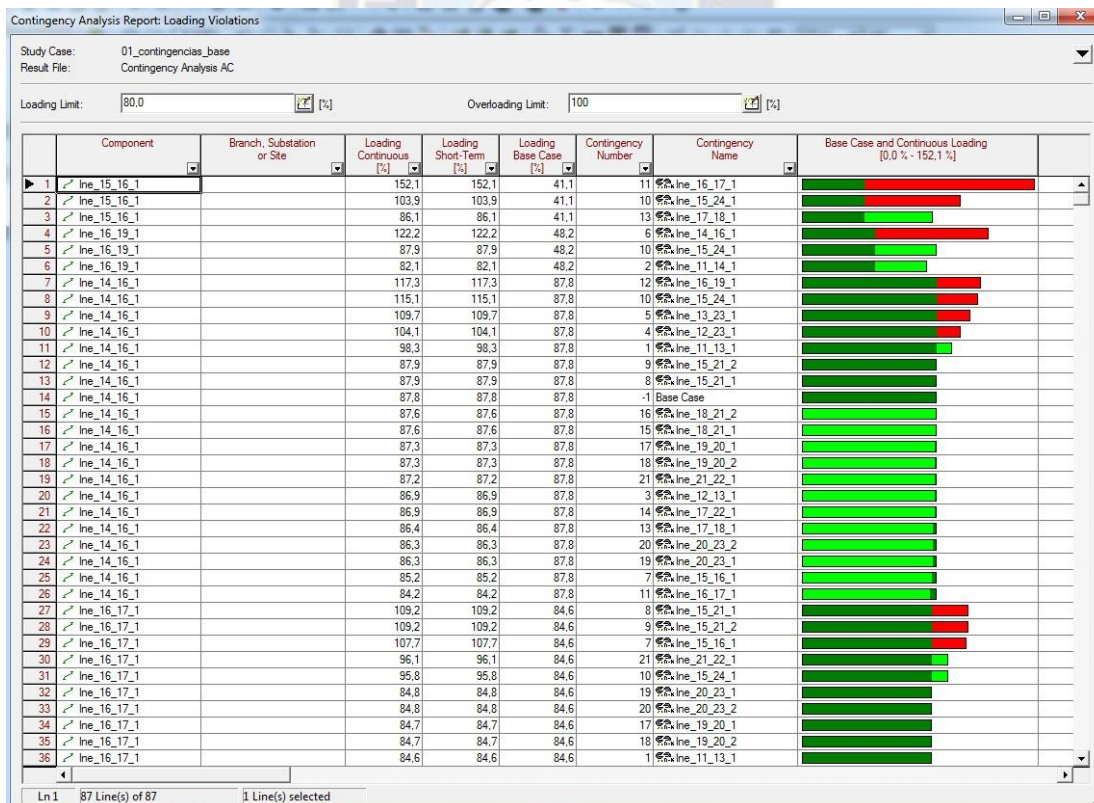 Contingency Analysis Report: Loading Violations
Study Case: 01_contingencias_base
Result File: Contingency Analysis AC
Loading Limit: 80,0 [%] Overloading Limit: 100 [%]
Component Branch, Substation or Site Loading Continuous [%] Loading Short-Term [%] Loading Base Case [%] Contingency Number Contingency Name Base Case and Continuous Loading [0,0 % - 152,1 %]
1 lne_15_16_1 152,1 152,1 41,1 11 lne_16_17_1
2 lne_15_16_1 103,9 103,9 41,1 10 lne_15_24_1
3 lne_15_16_1 86,1 86,1 41,1 13 lne_17_18_1
4 lne_16_19_1 122,2 122,2 48,2 6 lne_14_16_1
5 lne_16_19_1 87,9 87,9 48,2 10 lne_15_24_1
6 lne_16_19_1 82,1 82,1 48,2 2 lne_11_14_1
7 lne_14_16_1 117,3 117,3 87,8 12 lne_16_19_1
8 lne_14_16_1 115,1 115,1 87,8 10 lne_15_24_1
9 lne_14_16_1 109,7 109,7 87,8 5 lne_13_23_1
10 lne_14_16_1 104,1 104,1 87,8 4 lne_12_23_1
11 lne_14_16_1 98,3 98,3 87,8 1 lne_11_13_1
12 lne_14_16_1 87,9 87,9 87,8 9 lne_15_21_2
13 lne_14_16_1 87,9 87,9 87,8 8 lne_15_21_1
14 lne_14_16_1 87,8 87,8 87,8 -1 Base Case
15 lne_14_16_1 87,6 87,6 87,8 16 lne_18_21_2
16 lne_14_16_1 87,6 87,6 87,8 15 lne_18_21_1
17 lne_14_16_1 87,3 87,3 87,8 17 lne_19_20_1
18 lne_14_16_1 87,3 87,3 87,8 18 lne_19_20_2
19 lne_14_16_1 87,2 87,2 87,8 21 lne_21_22_1
20 lne_14_16_1 86,9 86,9 87,8 3 lne_12_13_1
21 lne_14_16_1 86,9 86,9 87,8 14 lne_17_22_1
22 lne_14_16_1 86,4 86,4 87,8 13 lne_17_18_1
23 lne_14_16_1 86,3 86,3 87,8 20 lne_20_23_2
24 lne_14_16_1 86,3 86,3 87,8 19 lne_20_23_1
25 lne_14_16_1 85,2 85,2 87,8 7 lne_15_16_1
26 lne_14_16_1 84,2 84,2 87,8 11 lne_16_17_1
27 lne_16_17_1 109,2 109,2 84,6 8 lne_15_21_1
28 lne_16_17_1 109,2 109,2 84,6 9 lne_15_21_2
29 lne_16_17_1 107,7 107,7 84,6 7 lne_15_16_1
30 lne_16_17_1 96,1 96,1 84,6 21 lne_21_22_1
31 lne_16_17_1 95,8 95,8 84,6 10 lne_15_24_1
32 lne_16_17_1 84,8 84,8 84,6 19 lne_20_23_1
33 lne_16_17_1 84,8 84,8 84,6 20 lne_20_23_2
34 lne_16_17_1 84,7 84,7 84,6 17 lne_19_20_1
35 lne_16_17_1 84,7 84,7 84,6 18 lne_19_20_2
36 lne_16_17_1 84,6 84,6 84,6 1 lne_11_13_1
Ln 1 87 Line(s) of 87 1 Line(s) selected